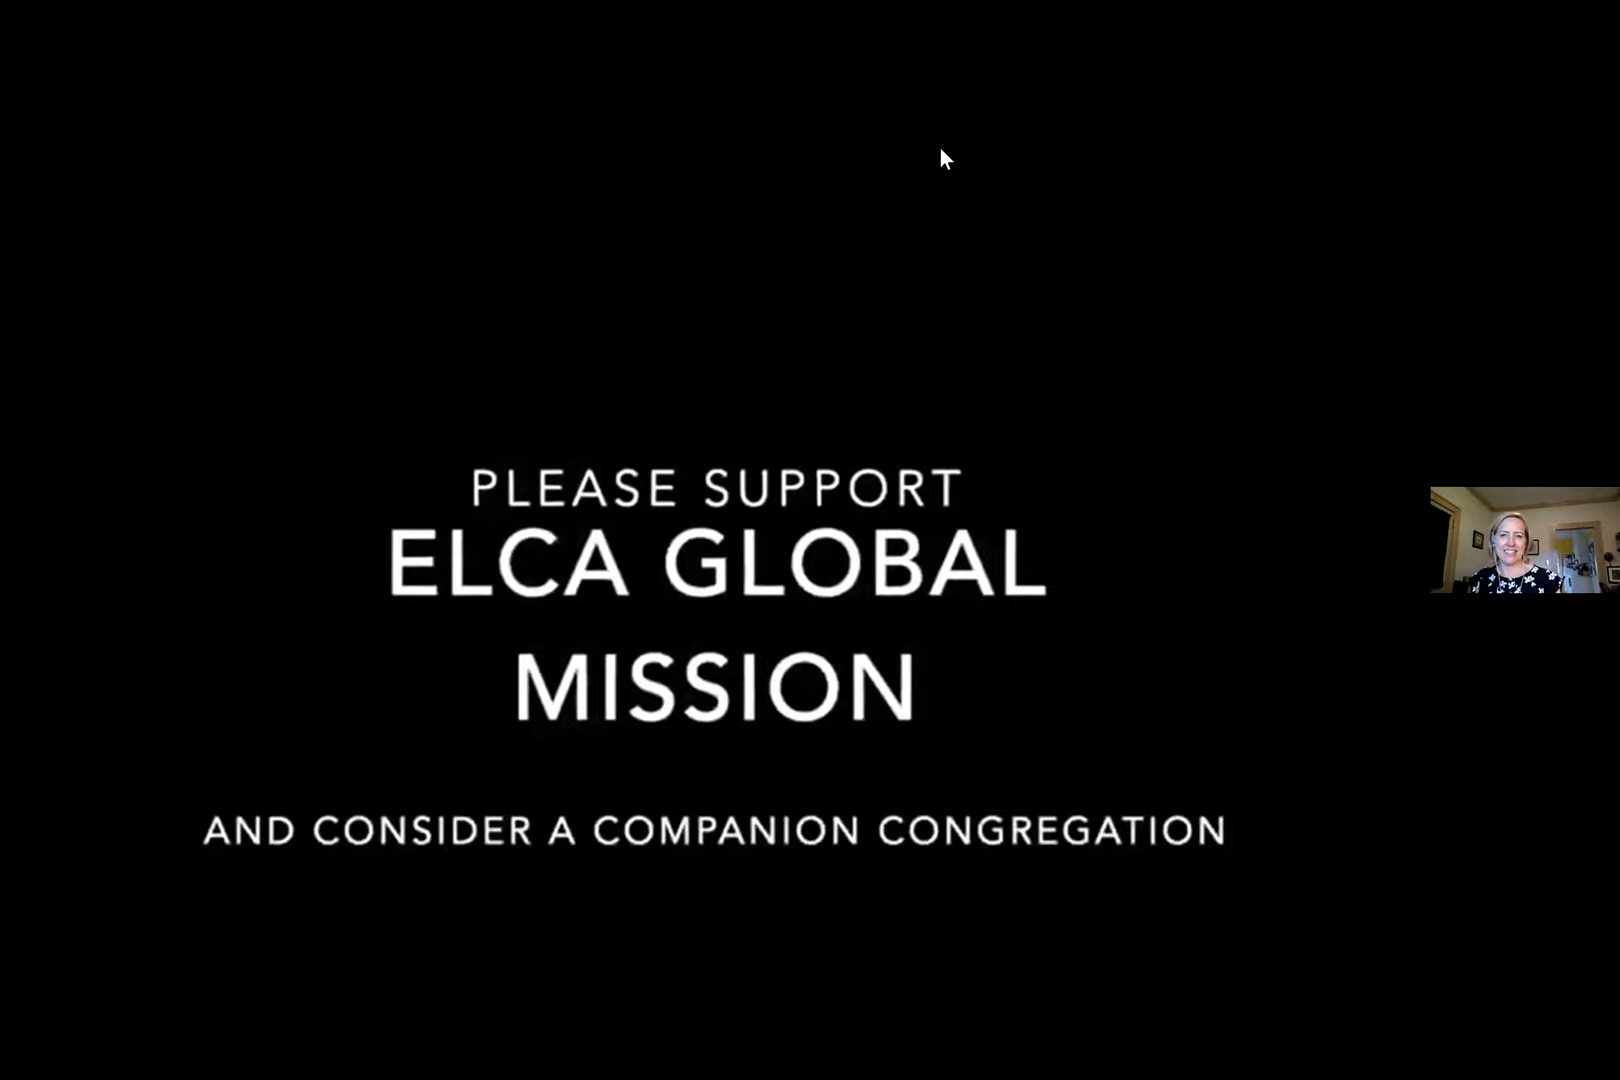 PLEASE SUPPORT
ELCA GLOBAL
MISSION
AND CONSIDER A COMPANION CONGREGATION